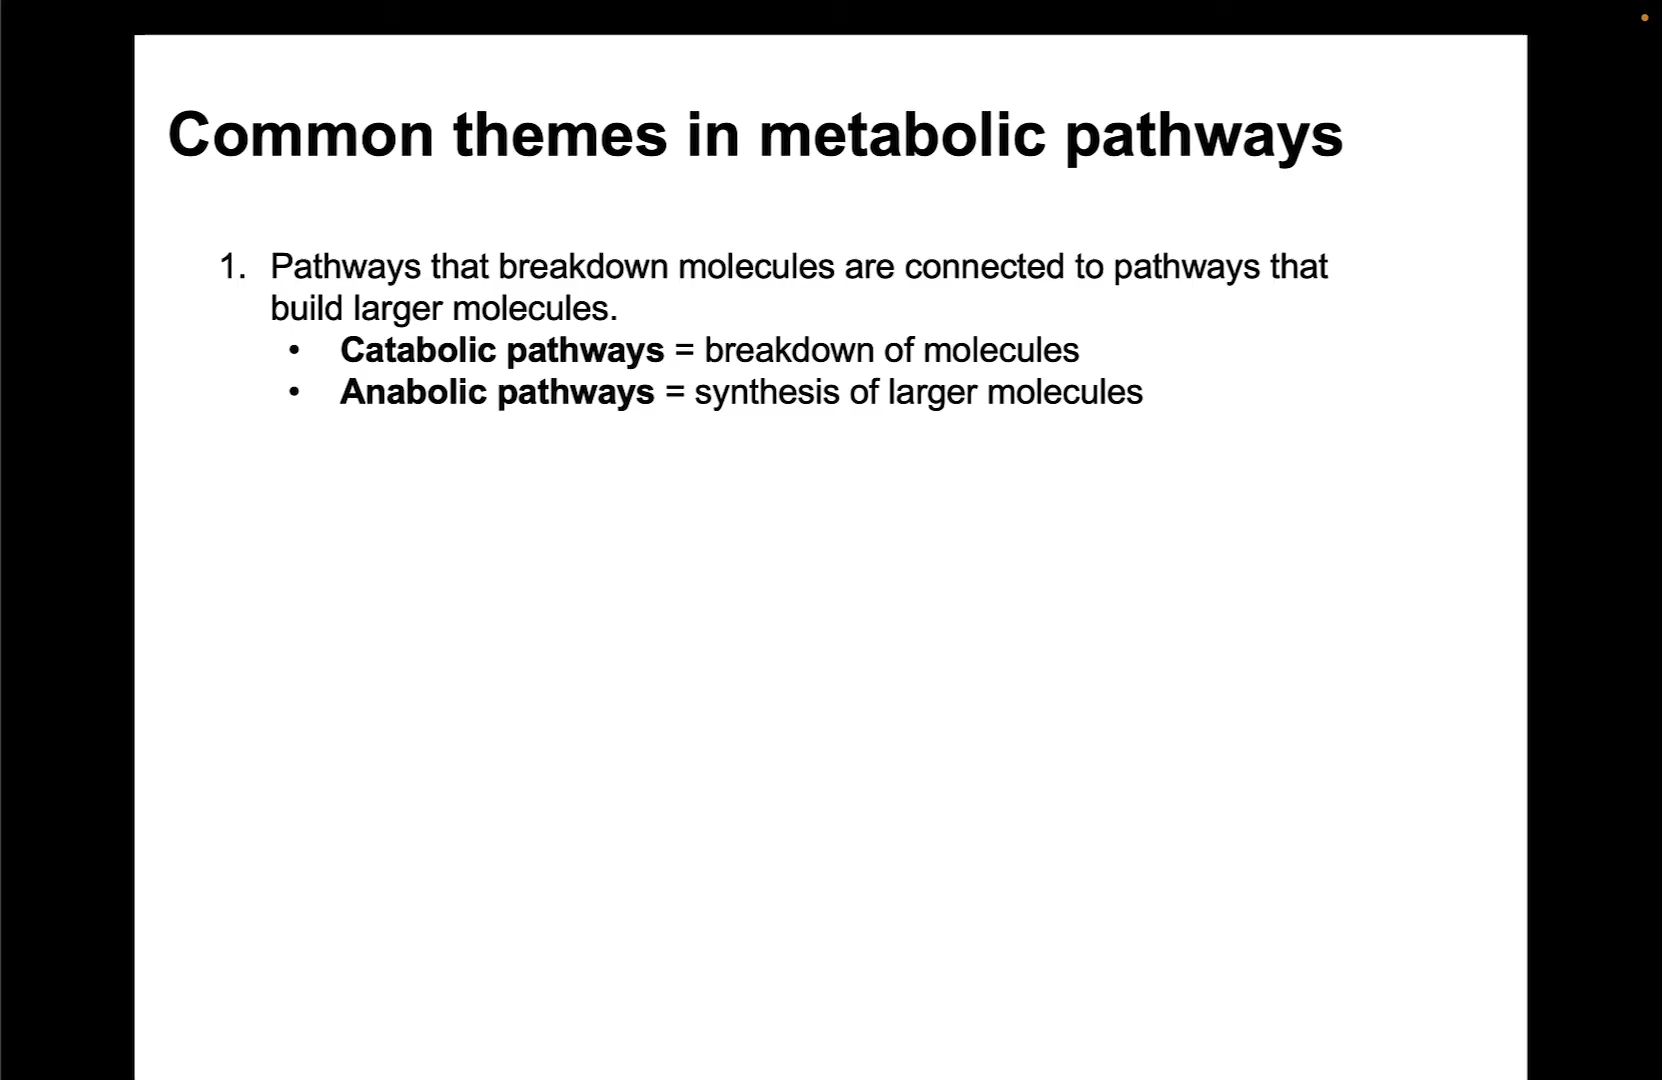 Common themes in metabolic pathways
1. Pathways that breakdown molecules are connected to pathways that
build larger molecules.
• Catabolic pathways = breakdown of molecules
• Anabolic pathways = synthesis of larger molecules